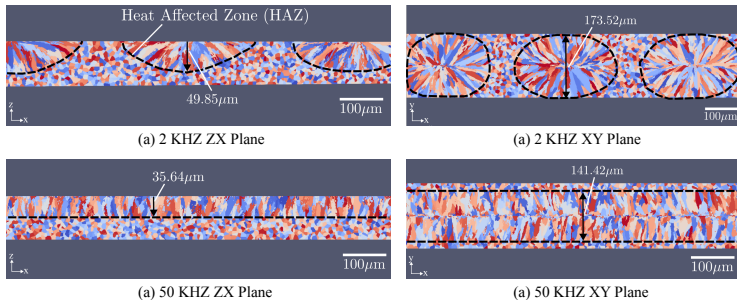 Heat Affected Zone (HAZ)
49.85μm
100μm
z
x
(a) 2 KHZ ZX Plane
173.52μm
100μm
y
x
(a) 2 KHZ XY Plane
35.64μm
100μm
z
x
(a) 50 KHZ ZX Plane
141.42μm
100μm
y
x
(a) 50 KHZ XY Plane